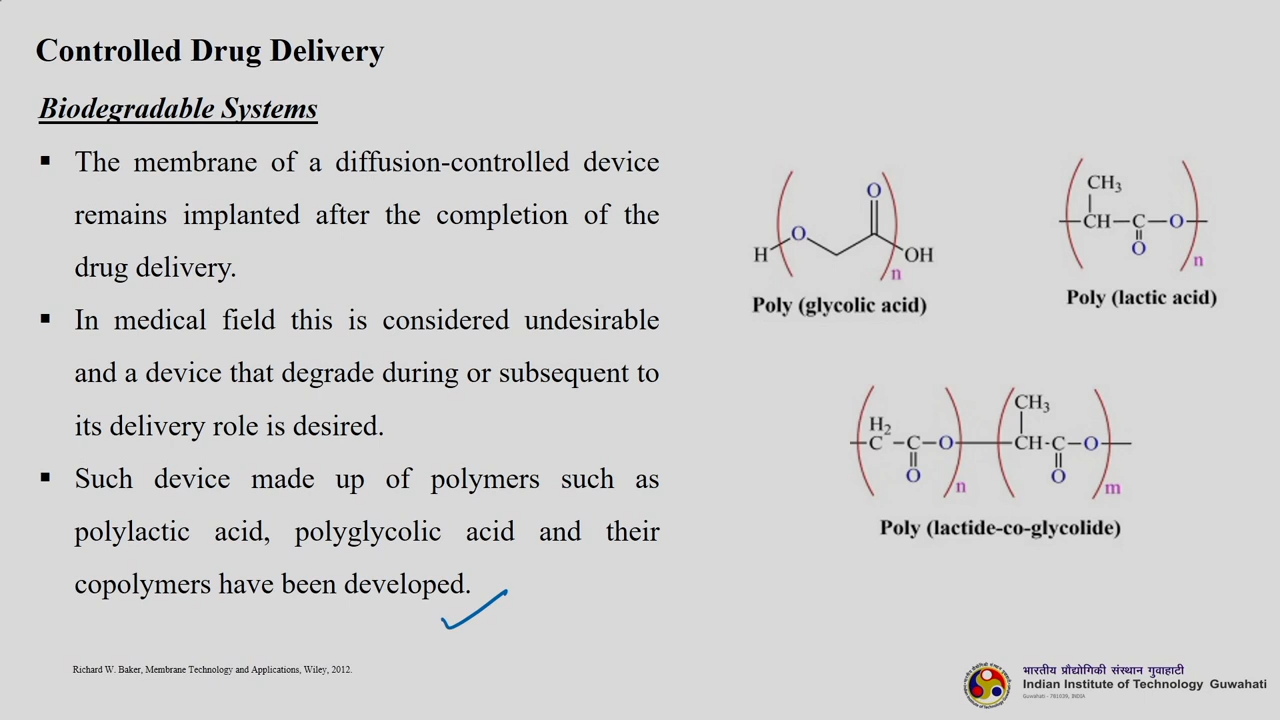 Controlled Drug Delivery
Biodegradable Systems
▪ The membrane of a diffusion-controlled device
remains implanted after the completion of the
drug delivery.
▪ In medical field this is considered undesirable
and a device that degrade during or subsequent to
its delivery role is desired.
▪ Such device made up of polymers such as
polylactic acid, polyglycolic acid and their
copolymers have been developed.
O
H O OH
n
Poly (glycolic acid)
CH3
CH-C-O
O
n
Poly (lactic acid)
H2 CH3
C-C-O CH-C-O
O O
n m
Poly (lactide-co-glycolide)
Richard W. Baker, Membrane Technology and Applications, Wiley, 2012.
भारतीय प्रौद्योगिकी संस्थान गुवाहाटी
Indian Institute of Technology Guwahati
Guwahati - 781039, INDIA